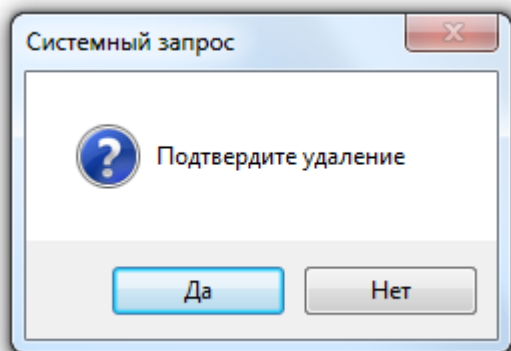 Системный запрос
Подтвердите удаление
Да
Нет